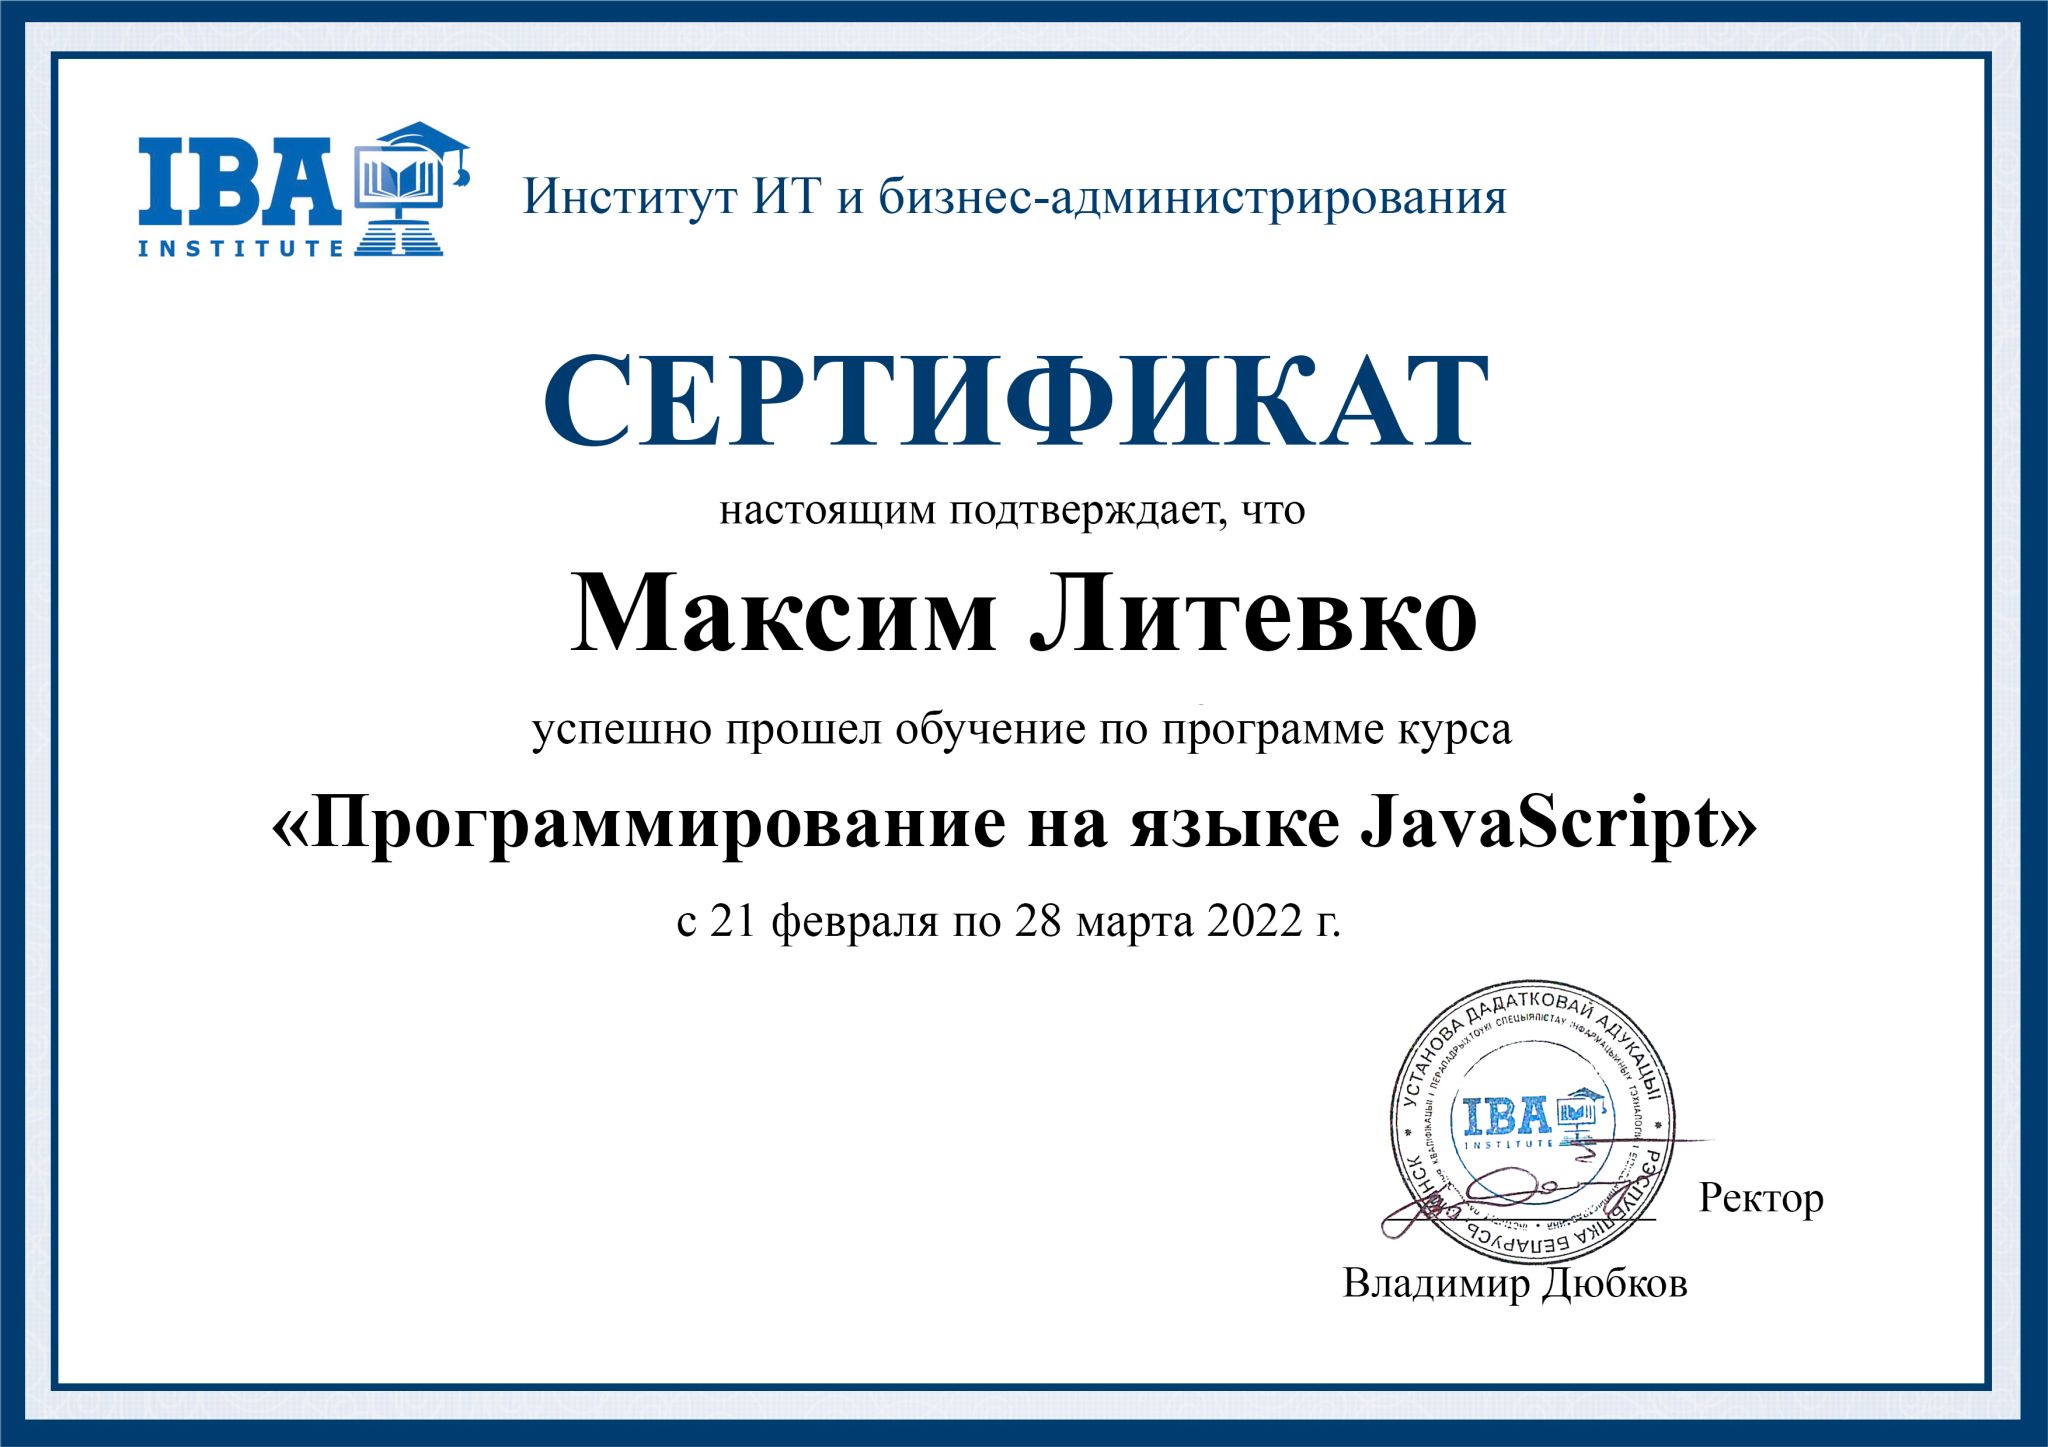 IBA
INSTITUTE
Институт ИТ и бизнес-администрирования
СЕРТИФИКАТ
настоящим подтверждает, что
Максим Литевко
успешно прошел обучение по программе курса
«Программирование на языке JavaScript»
с 21 февраля по 28 марта 2022 г.
УСТАНОВА ДАДАТКОВАЙ АДУКАЦЫІ * РЭСПУБЛІКА БЕЛАРУСЬ
IBA
INSTITUTE
Ректор
Владимир Дюбков